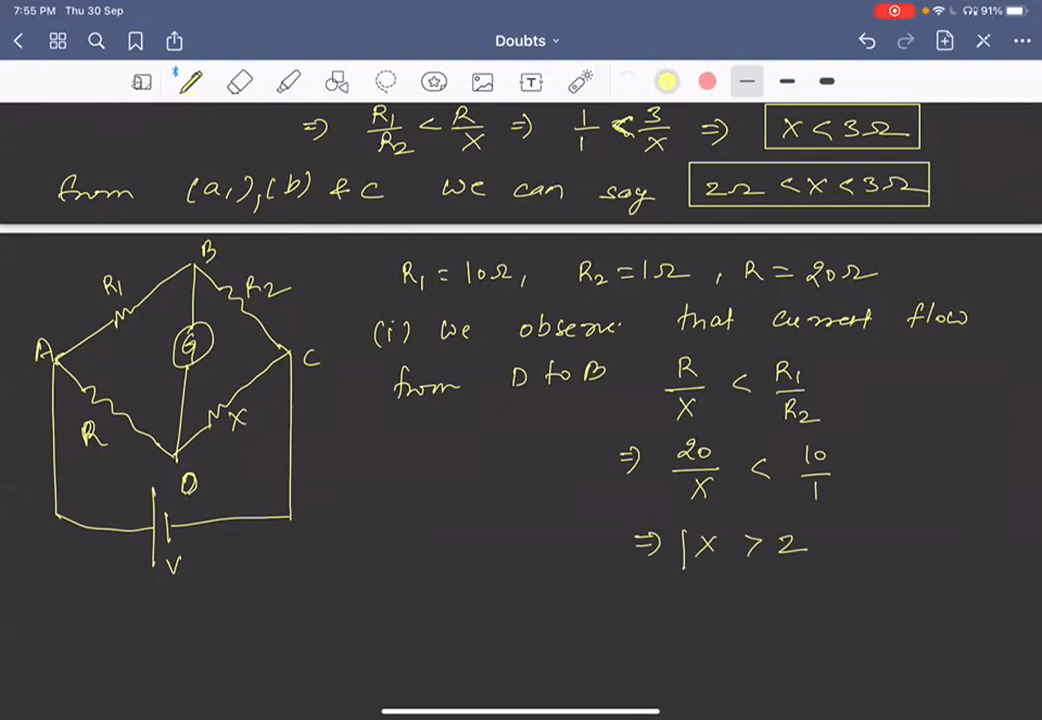 7:55 PM Thu 30 Sep
91%
Doubts
⇒ R1/R2 < R/X ⇒ 1/1 < 3/X ⇒ X < 3Ω
from (a,), (b) & C we can say 2Ω < X < 3Ω
R1 = 10Ω, R2 = 1Ω, R = 20Ω
(i) we observe that current flow
from D to B R/X < R1/R2
⇒ 20/X < 10/1
⇒ X > 2
B
R1
R2
A
G
C
R
X
D
V